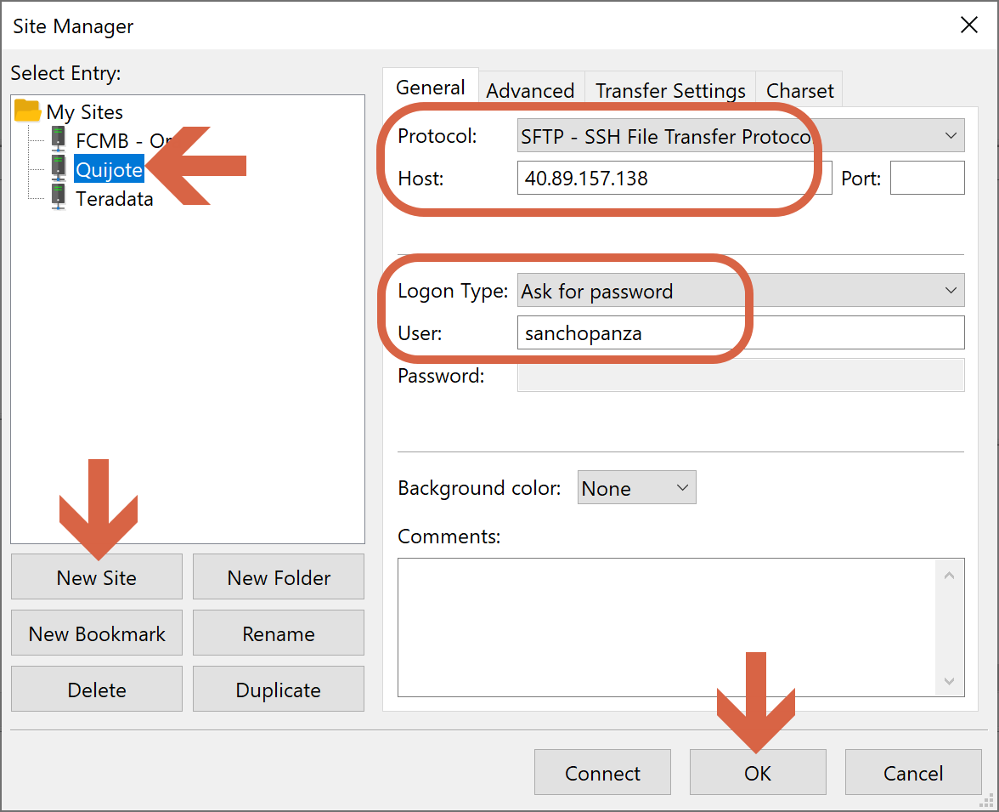 Site Manager
Select Entry:
My Sites
FCMB - Or
Quijote
Teradata
New Site
New Folder
New Bookmark
Rename
Delete
Duplicate
General
Advanced
Transfer Settings
Charset
Protocol:
SFTP - SSH File Transfer Protocol
Host:
40.89.157.138
Port:
Logon Type:
Ask for password
User:
sanchopanza
Password:
Background color:
None
Comments:
Connect
OK
Cancel